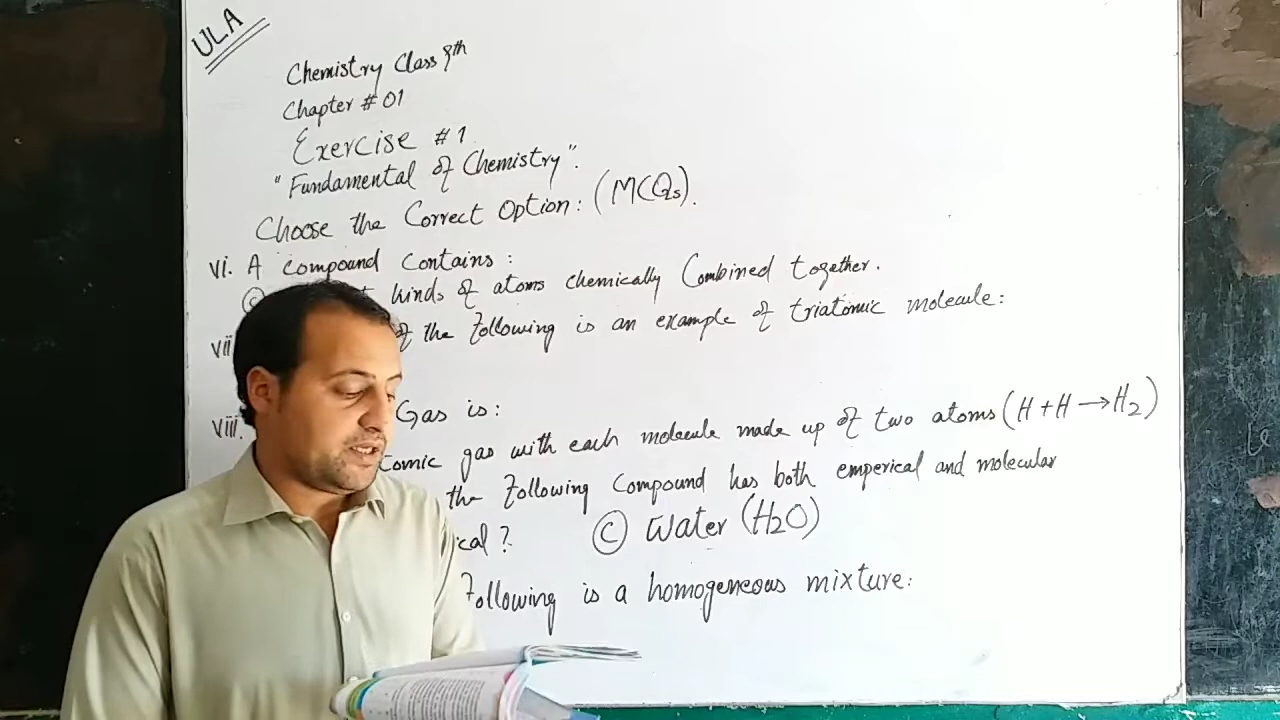 ULA
Chemistry Class 9th
Chapter # 01
Exercise # 1
"Fundamental of Chemistry".
Choose the Correct Option: (MCQs).
vi. A compound contains:
C kinds of atoms chemically Combined together.
vii of the Following is an example of triatomic molecule:
viii. Gas is:
tomic gas with each molecule made up of two atoms (H + H → H2)
the Following Compound has both emperical and molecular
ical? C Water (H2O)
Following is a homogeneous mixture: